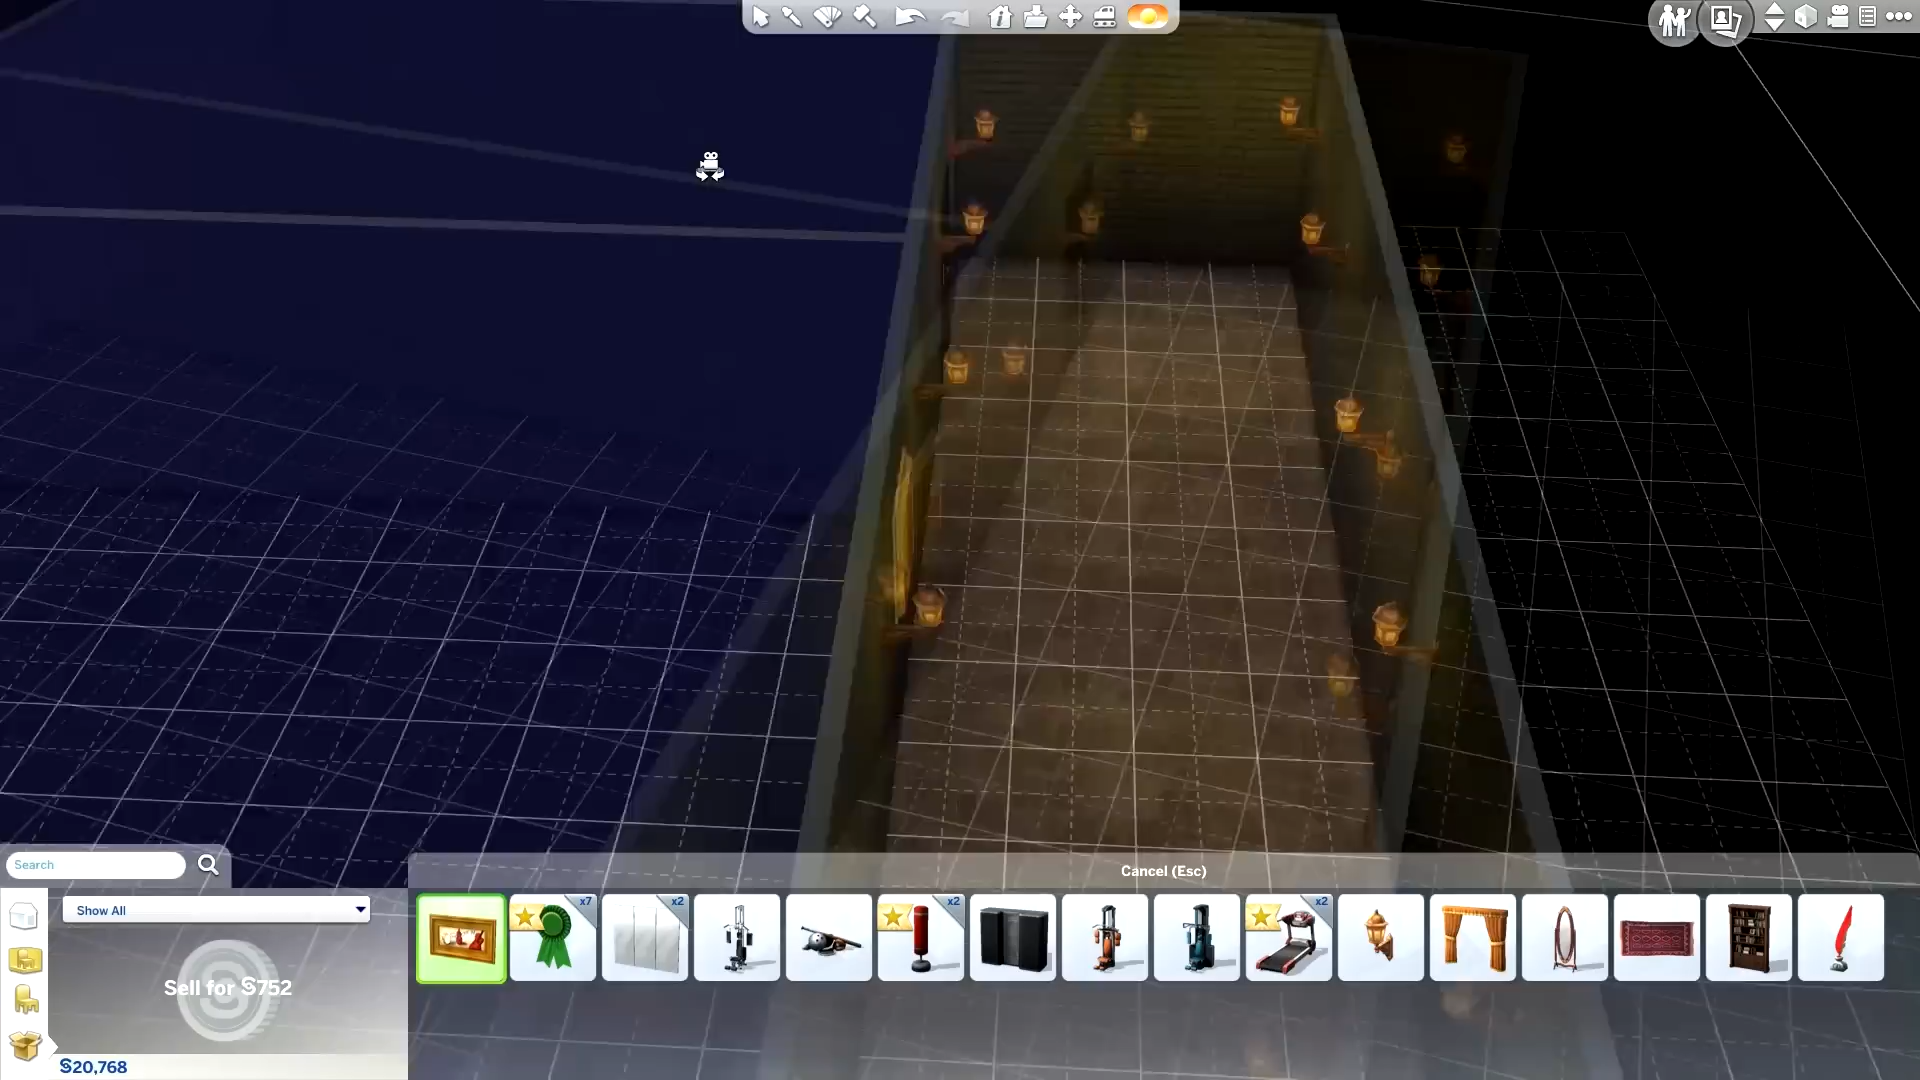 Search
Cancel (Esc)
Show All
x7
x2
x2
x2
Sell for §752
§20,768